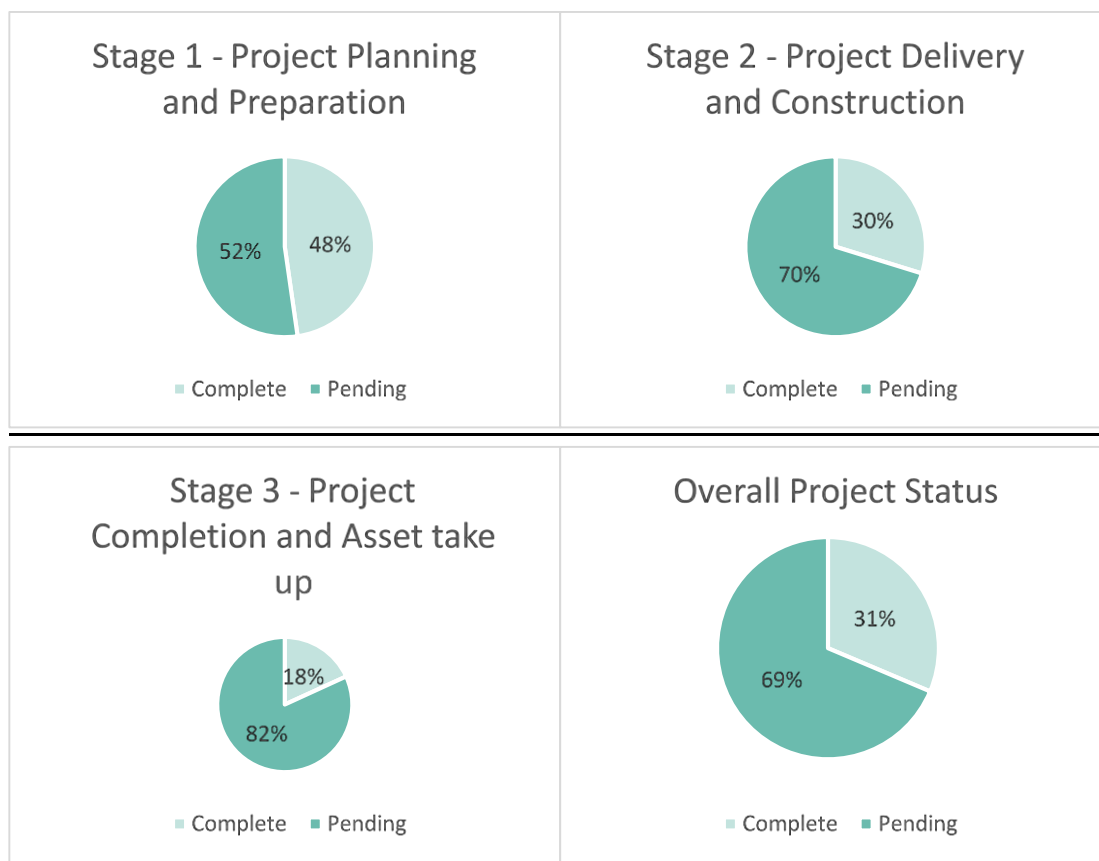 Stage 1 - Project Planning
and Preparation
52%
48%
Complete
Pending
Stage 2 - Project Delivery
and Construction
30%
70%
Complete
Pending
Stage 3 - Project
Completion and Asset take
up
18%
82%
Complete
Pending
Overall Project Status
31%
69%
Complete
Pending